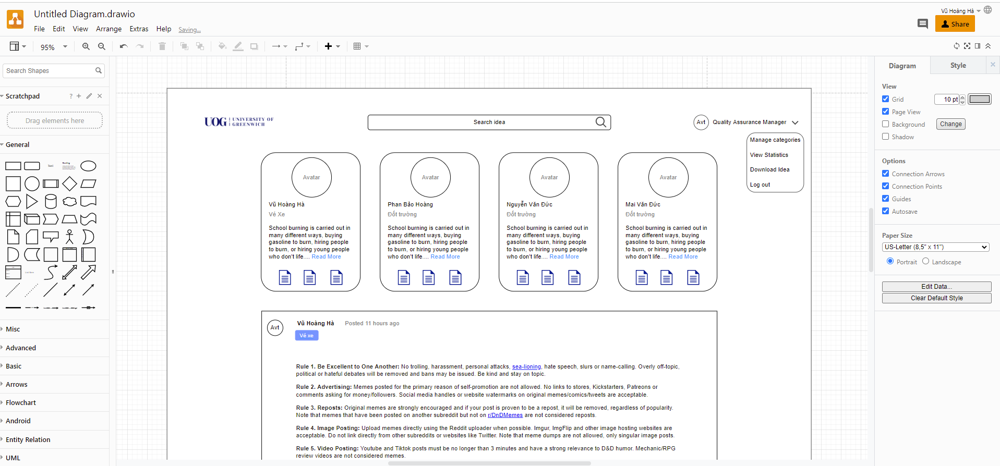 Untitled Diagram.drawio
Vũ Hoàng Hà
File Edit View Arrange Extras Help Saving...
Share
95%
Search Shapes
Scratchpad ?
Drag elements here
General
Text
Heading
List Item
Misc
Advanced
Basic
Arrows
Flowchart
Android
Entity Relation
UML
UOG UNIVERSITY OF
GREENWICH
Search idea
Avt Quality Assurance Manager
Manage categories
View Statistics
Download Idea
Log out
Avatar
Vũ Hoàng Hà
Vé Xe
School burning is carried out in
many different ways, buying
gasoline to burn, hiring people
to burn, or hiring young people
who don't life.... Read More
Avatar
Phan Bảo Hoàng
Đốt trường
School burning is carried out in
many different ways, buying
gasoline to burn, hiring people
to burn, or hiring young people
who don't life.... Read More
Avatar
Nguyễn Văn Đức
Đốt trường
School burning is carried out in
many different ways, buying
gasoline to burn, hiring people
to burn, or hiring young people
who don't life.... Read More
Avatar
Mai Văn Đức
Đốt trường
School burning is carried out in
many different ways, buying
gasoline to burn, hiring people
to burn, or hiring young people
who don't life.... Read More
Avt Vũ Hoàng Hà Posted 11 hours ago
Vé xe
Rule 1. Be Excellent to One Another: No trolling, harassment, personal attacks, sea-lioning, hate speech, slurs or name-calling. Overly off-topic,
political or hateful debates will be removed and bans may be issued. Be kind and stay on topic.
Rule 2. Advertising: Memes posted for the primary reason of self-promotion are not allowed. No links to stores, Kickstarters, Patreons or
comments asking for money/followers. Social media handles or website watermarks on original memes/comics/tweets are acceptable.
Rule 3. Reposts: Original memes are strongly encouraged and if your post is proven to be a repost, it will be removed, regardless of popularity.
Note that memes that have been posted on another subreddit but not on r/DnDMemes are not considered reposts.
Rule 4. Image Posting: Upload memes directly using the Reddit uploader when possible. Imgur, ImgFlip and other image hosting websites are
acceptable. Do not link directly from other subreddits or websites like Twitter. Note that meme dumps are not allowed, only singular image posts.
Rule 5. Video Posting: Youtube and Tiktok posts must be no longer than 3 minutes and have a strong relevance to D&D humor. Mechanic/RPG
review videos are not considered memes.
Diagram Style
View
Grid 10 pt
Page View
Background Change
Shadow
Options
Connection Arrows
Connection Points
Guides
Autosave
Paper Size
US-Letter (8,5" x 11")
Portrait Landscape
Edit Data...
Clear Default Style